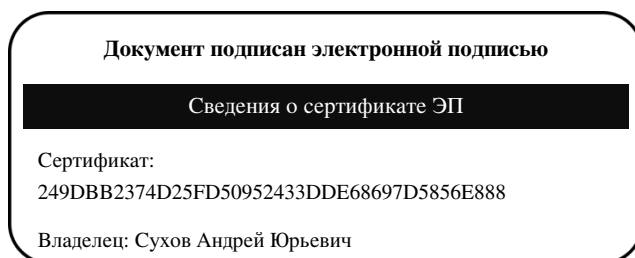 Документ подписан электронной подписью
Сведения о сертификате ЭП
Сертификат:
249DBB2374D25FD50952433DDE68697D5856E888
Владелец: Сухов Андрей Юрьевич